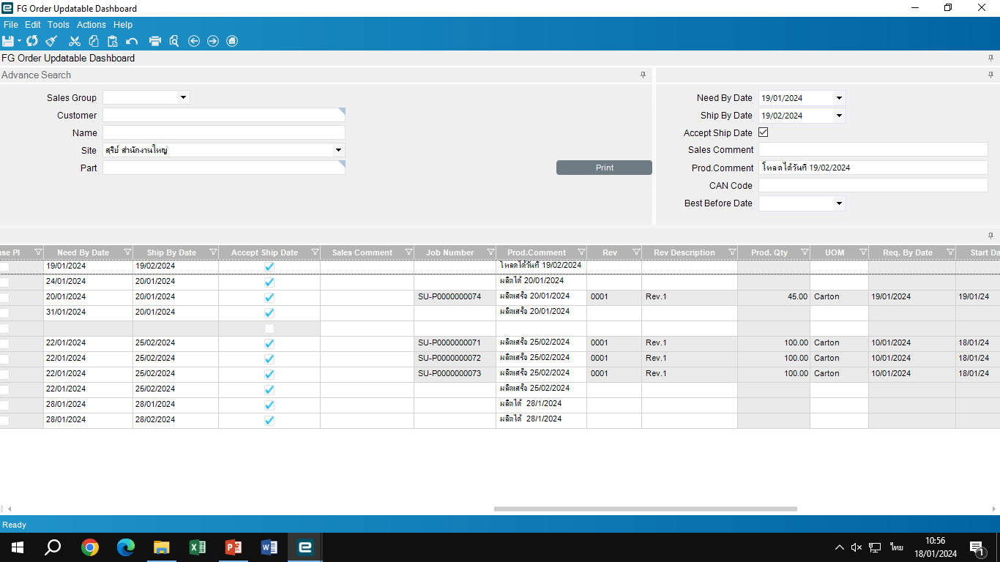 FG Order Updatable Dashboard
File Edit Tools Actions Help
FG Order Updatable Dashboard
Advance Search
Sales Group
Customer
Name
Site สุรีย์ สำนักงานใหญ่
Part
Print
Need By Date 19/01/2024
Ship By Date 19/02/2024
Accept Ship Date
Sales Comment
Prod.Comment โหลดได้วันที่ 19/02/2024
CAN Code
Best Before Date
ase Pl Need By Date Ship By Date Accept Ship Date Sales Comment Job Number Prod.Comment Rev Rev Description Prod. Qty UOM Req. By Date Start Da
19/01/2024 19/02/2024 โหลดได้วันที่ 19/02/2024
24/01/2024 20/01/2024 ผลิตได้ 20/01/2024
20/01/2024 20/01/2024 SU-P0000000074 ผลิตเสร็จ 20/01/2024 0001 Rev.1 45.00 Carton 19/01/2024 19/01/24
31/01/2024 20/01/2024 ผลิตเสร็จ 20/01/2024
22/01/2024 25/02/2024 SU-P0000000071 ผลิตเสร็จ 25/02/2024 0001 Rev.1 100.00 Carton 10/01/2024 18/01/24
22/01/2024 25/02/2024 SU-P0000000072 ผลิตเสร็จ 25/02/2024 0001 Rev.1 100.00 Carton 10/01/2024 18/01/24
22/01/2024 25/02/2024 SU-P0000000073 ผลิตเสร็จ 25/02/2024 0001 Rev.1 100.00 Carton 10/01/2024 18/01/24
22/01/2024 25/02/2024 ผลิตเสร็จ 25/02/2024
28/01/2024 28/01/2024 ผลิตได้ 28/1/2024
28/01/2024 28/02/2024 ผลิตได้ 28/1/2024
Ready
ไทย
10:56
18/01/2024
1